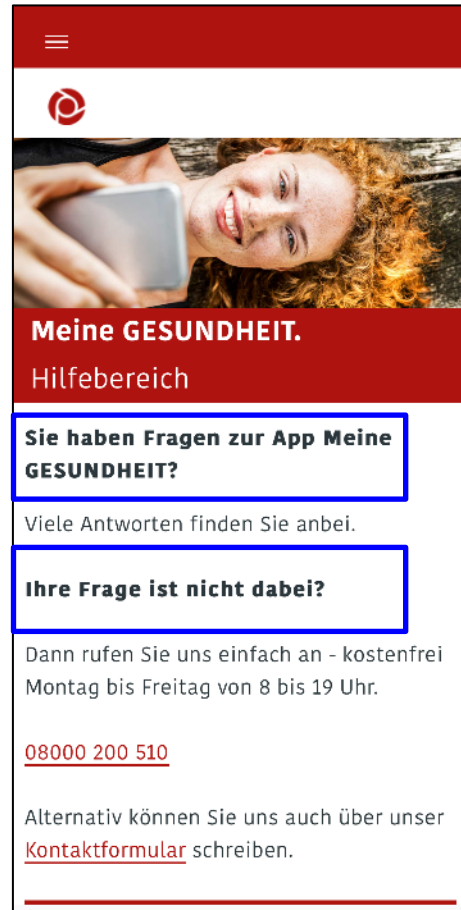 Meine GESUNDHEIT.
Hilfebereich
Sie haben Fragen zur App Meine
GESUNDHEIT?
Viele Antworten finden Sie anbei.
Ihre Frage ist nicht dabei?
Dann rufen Sie uns einfach an - kostenfrei
Montag bis Freitag von 8 bis 19 Uhr.
08000 200 510
Alternativ können Sie uns auch über unser
Kontaktformular schreiben.